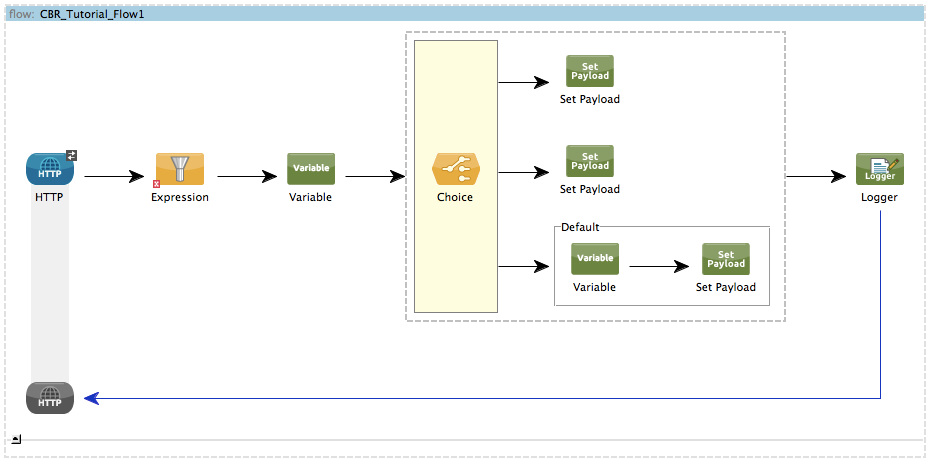 flow: CBR_Tutorial_Flow1
Set
Payload
Set Payload
HTTP
HTTP
Expression
Variable
Variable
Choice
Set
Payload
Set Payload
Logger
Logger
Default
Variable
Variable
Set
Payload
Set Payload
HTTP